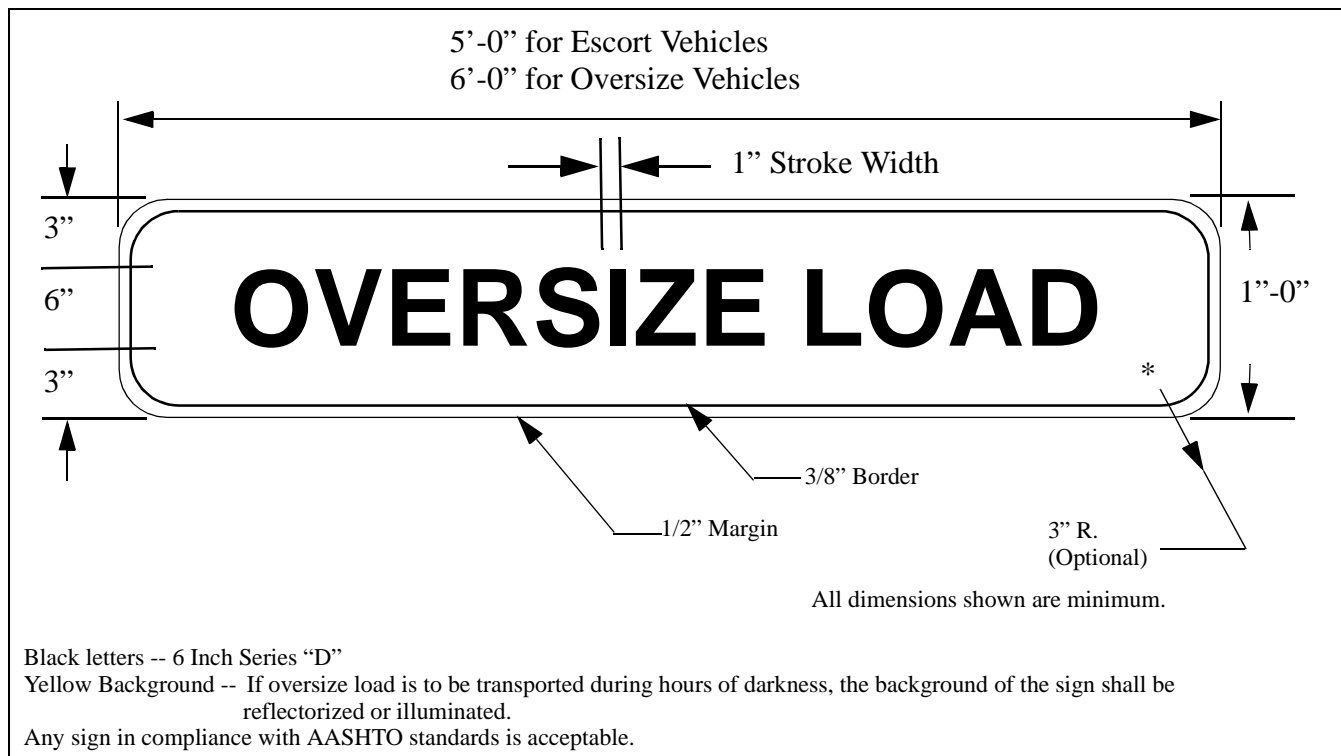 5’-0” for Escort Vehicles
6’-0” for Oversize Vehicles
1” Stroke Width
3”
6”
3”
OVERSIZE LOAD
1”-0”
*
3/8” Border
1/2” Margin
3” R.
(Optional)
All dimensions shown are minimum.
Black letters -- 6 Inch Series “D”
Yellow Background -- If oversize load is to be transported during hours of darkness, the background of the sign shall be
reflectorized or illuminated.
Any sign in compliance with AASHTO standards is acceptable.